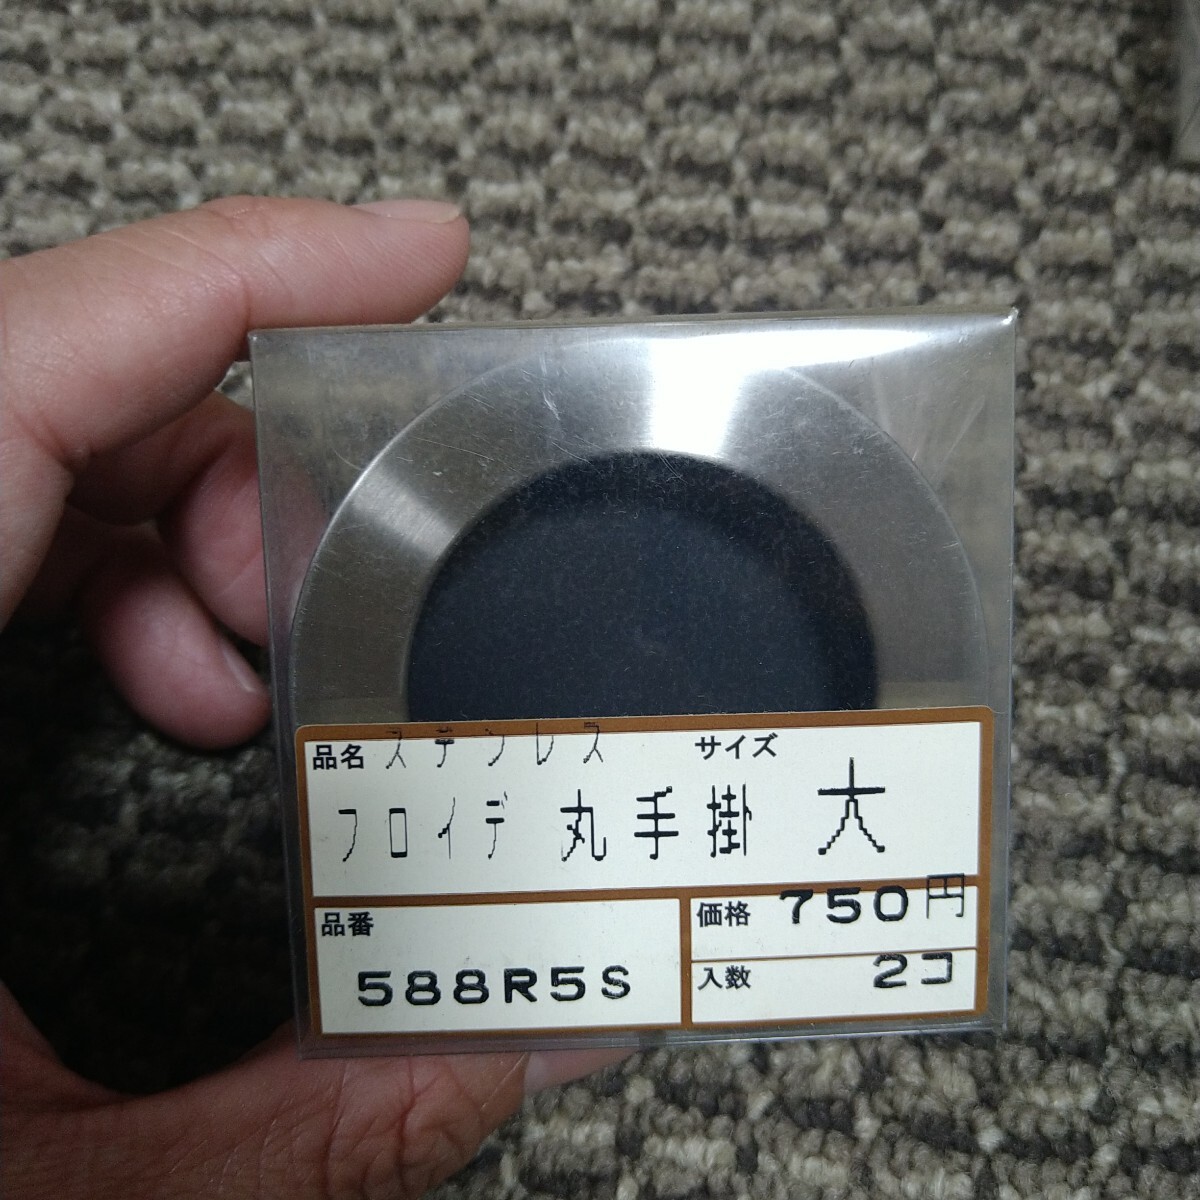 品名 ステンレス サイズ
フロイデ 丸手掛 大
品番 価格 750円
588R5S 入数 2コ